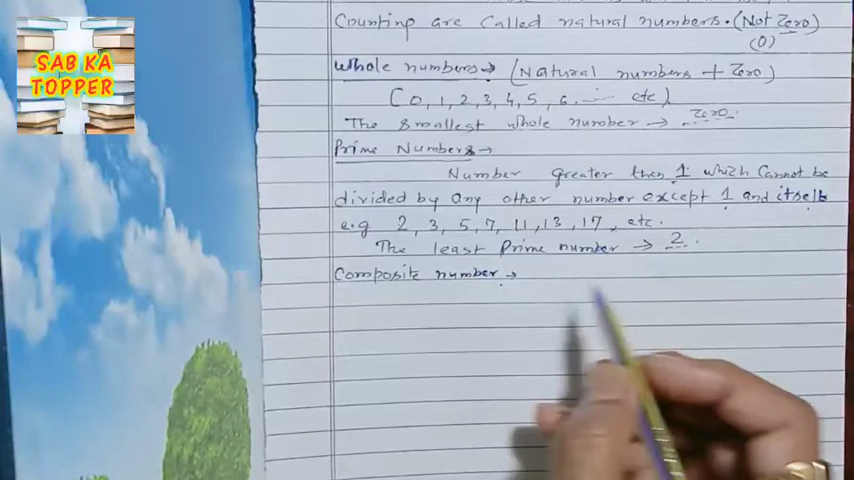 SAB KA
TOPPER
Counting are Called natural numbers. (Not Zero)
(0)
Whole numbers → (Natural numbers + Zero)
(0, 1, 2, 3, 4, 5, 6 ..... etc)
The smallest whole number → Zero.
Prime Numbers →
Number greater then 1 which Cannot be
divided by any other number except 1 and itself
e.g 2, 3, 5, 7, 11, 13, 17, etc.
The least Prime number → 2.
Composite number →